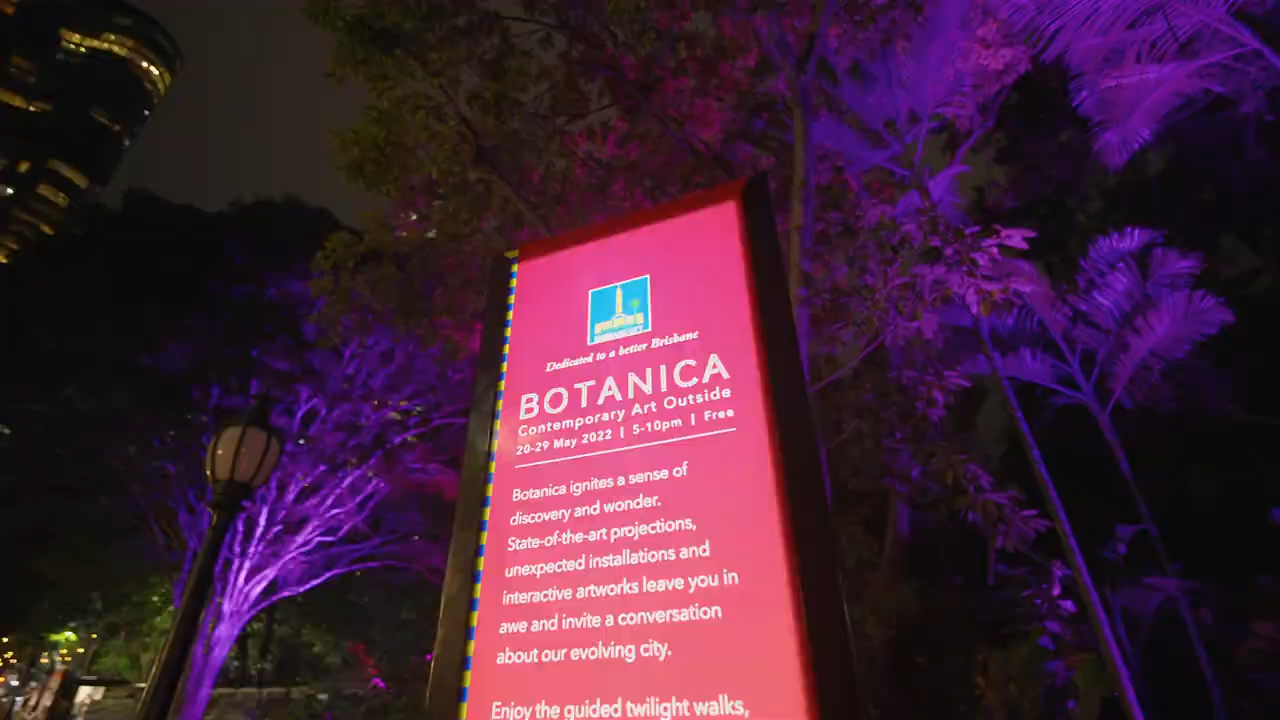 Dedicated to a better Brisbane
BOTANICA
Contemporary Art Outside
20-29 May 2022 | 5-10pm | Free
Botanica ignites a sense of
discovery and wonder.
State-of-the-art projections,
unexpected installations and
interactive artworks leave you in
awe and invite a conversation
about our evolving city.
Enjoy the guided twilight walks,